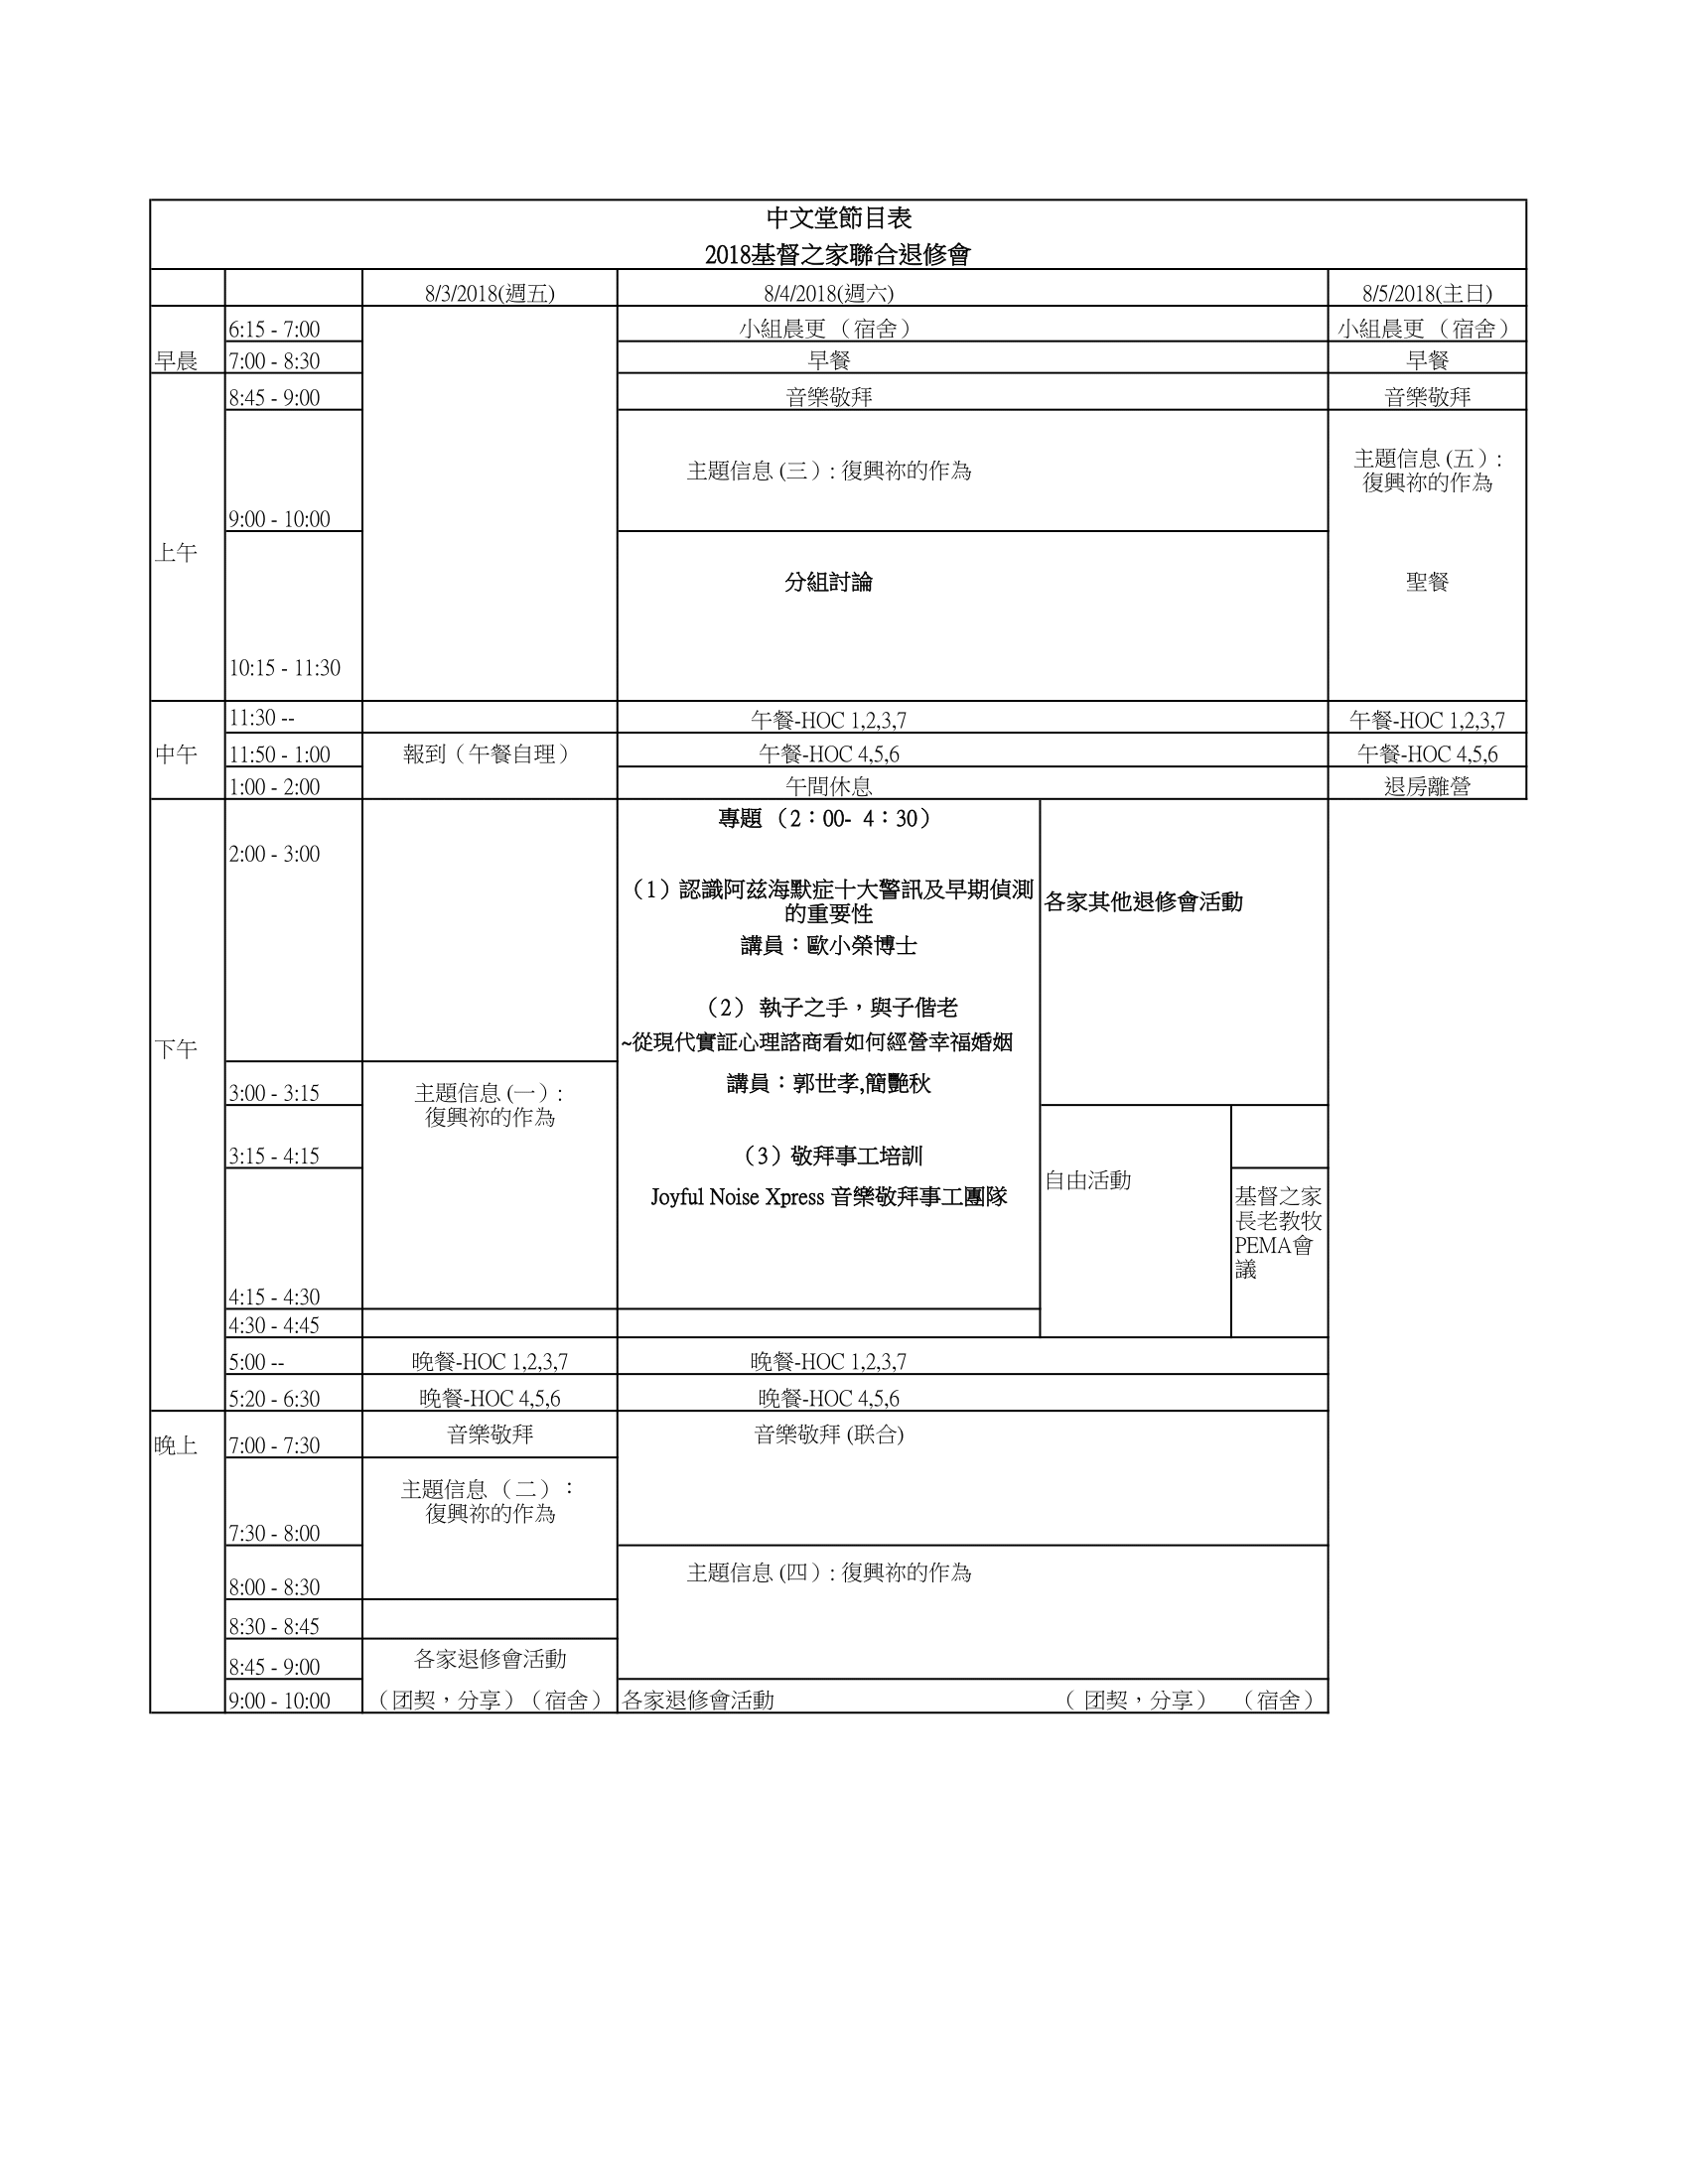 中文堂節目表
2018基督之家聯合退修會
8/3/2018(週五) 8/4/2018(週六) 8/5/2018(主日)
6:15 - 7:00 小組晨更（宿舍） 小組晨更（宿舍）
早晨 7:00 - 8:30 早餐 早餐
8:45 - 9:00 音樂敬拜 音樂敬拜
主題信息 (三）: 復興祢的作為
主題信息 (五）:
復興祢的作為
9:00 - 10:00
上午
分組討論 聖餐
10:15 - 11:30
11:30 -- 午餐-HOC 1,2,3,7 午餐-HOC 1,2,3,7
中午 11:50 - 1:00 報到（午餐自理） 午餐-HOC 4,5,6 午餐-HOC 4,5,6
1:00 - 2:00 午間休息 退房離營
專題 （2：00- 4：30）
2:00 - 3:00
（1）認識阿兹海默症十大警訊及早期偵測
的重要性
各家其他退修會活動
講員：歐小榮博士
（2） 執子之手，與子偕老
下午
~從現代實証心理諮商看如何經營幸福婚姻
講員：郭世孝,簡艷秋
3:00 - 3:15 主題信息 (一）:
復興祢的作為
3:15 - 4:15 （3）敬拜事工培訓
自由活動
Joyful Noise Xpress 音樂敬拜事工團隊
基督之家
長老教牧
PEMA會
議
4:15 - 4:30
4:30 - 4:45
5:00 -- 晚餐-HOC 1,2,3,7 晚餐-HOC 1,2,3,7
5:20 - 6:30 晚餐-HOC 4,5,6 晚餐-HOC 4,5,6
晚上 7:00 - 7:30 音樂敬拜 音樂敬拜 (联合)
主題信息 （二）：
復興祢的作為
7:30 - 8:00
主題信息 (四）: 復興祢的作為
8:00 - 8:30
8:30 - 8:45
8:45 - 9:00 各家退修會活動
9:00 - 10:00 （团契，分享）（宿舍） 各家退修會活動 （ 团契，分享） （宿舍）